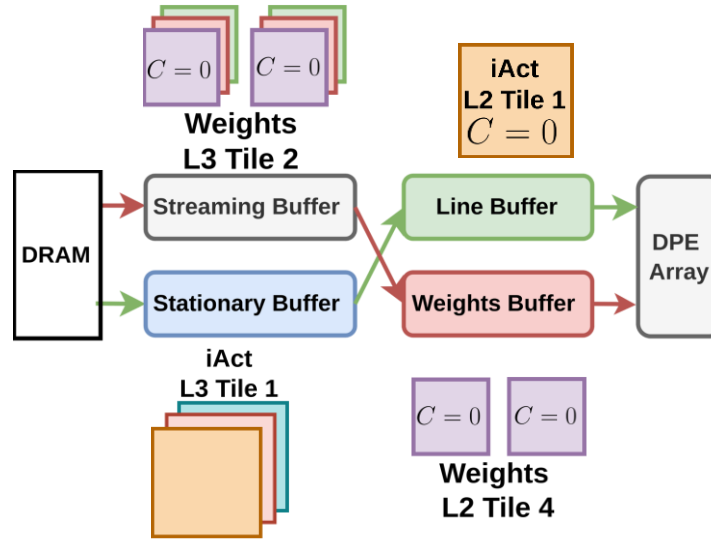 C = 0
C = 0
Weights
L3 Tile 2
iAct
L2 Tile 1
C = 0
DRAM
Streaming Buffer
Line Buffer
DPE
Array
Stationary Buffer
Weights Buffer
iAct
L3 Tile 1
C = 0
C = 0
Weights
L2 Tile 4